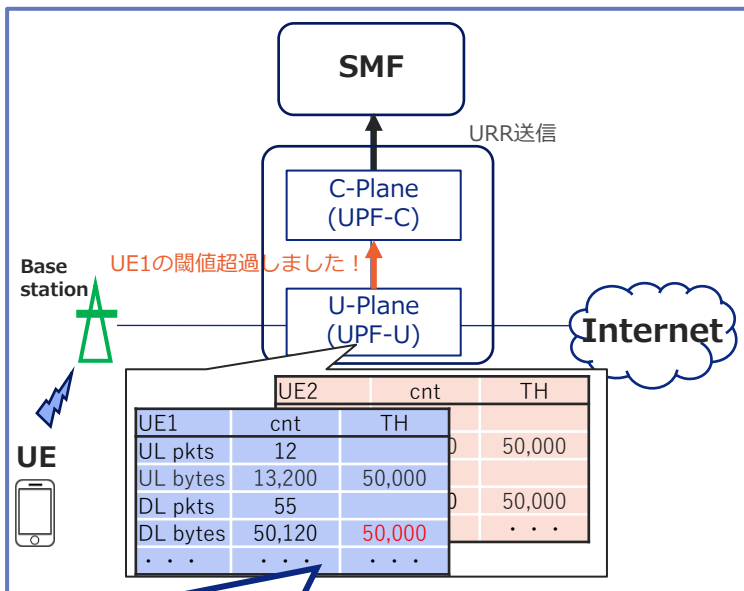 SMF
URR送信
C-Plane
(UPF-C)
UE1の閾値超過しました！
Base
station
U-Plane
(UPF-U)
Internet
UE
UE2 cnt TH
50,000
50,000
・・・
UE1 cnt TH
UL pkts 12
UL bytes 13,200 50,000
DL pkts 55
DL bytes 50,120 50,000
・・・ ・・・ ・・・